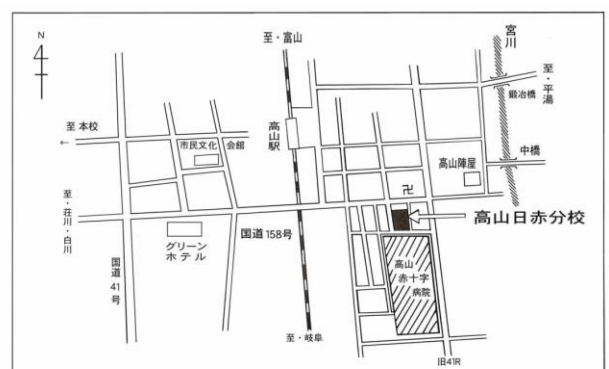 N
至・富山
宮川
至・平湯
鍛冶橋
中橋
至 本校
←
市民文化 会館
高山駅
高山陣屋
卍
高山日赤分校
至・荘川・白川
国道 158号
グリーン
ホテル
国道
41
号
高山
赤十字
病院
至・岐阜
旧41R